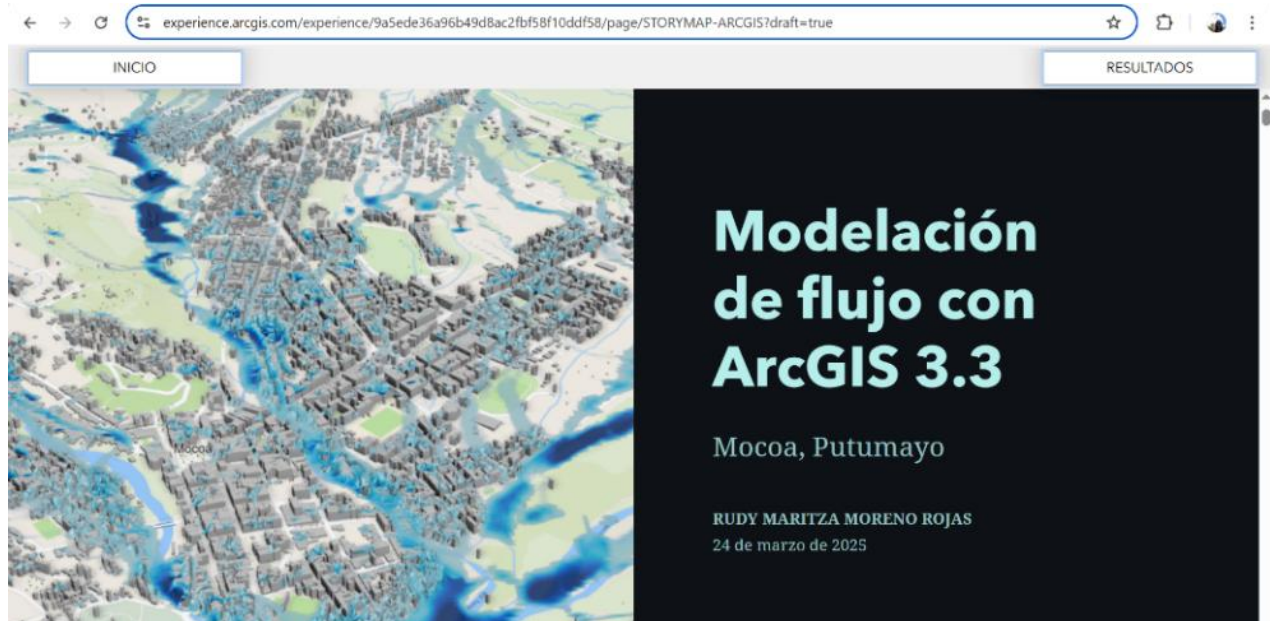 experience.arcgis.com/experience/9a5ede36a96b49d8ac2fbf58f10ddf58/page/STORYMAP-ARCGIS?draft=true
INICIO
RESULTADOS
Modelación
de flujo con
ArcGIS 3.3
Mocoa, Putumayo
Mocoa
RUDY MARITZA MORENO ROJAS
24 de marzo de 2025